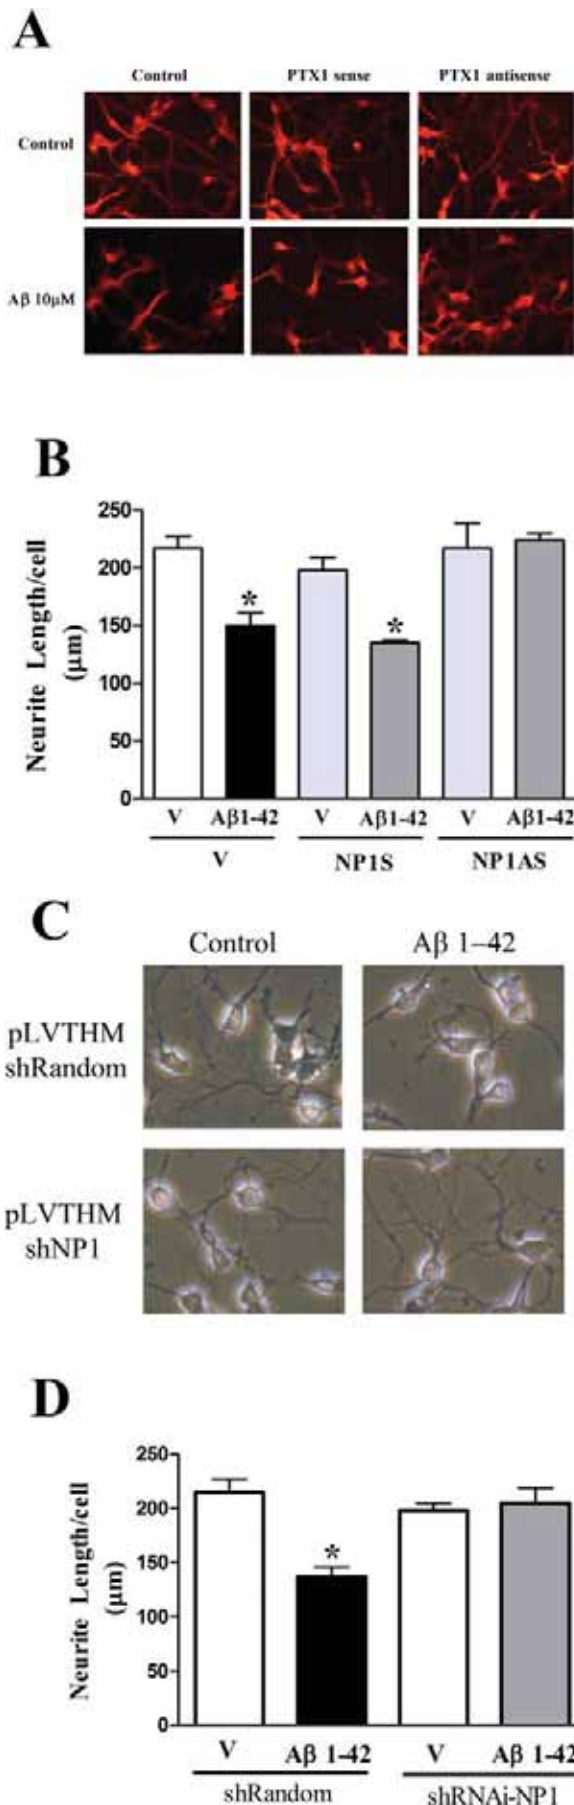 A
Control PTX1 sense PTX1 antisense
Control
Aβ 10μM
B
Neurite Length/cell
(μm)
250
200
150
100
50
0
*
*
V Aβ1-42 V Aβ1-42 V Aβ1-42
V NP1S NP1AS
C
Control Aβ 1–42
pLVTHM
shRandom
pLVTHM
shNP1
D
Neurite Length/cell
(μm)
250
200
150
100
50
0
*
V Aβ 1-42 V Aβ 1-42
shRandom shRNAi-NP1